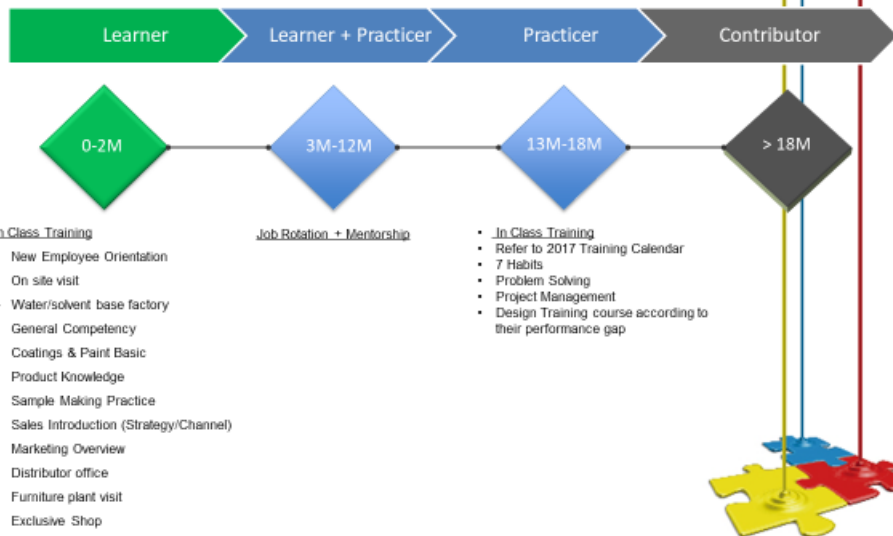 Learner
Learner + Practicer
Practicer
Contributor
0-2M
3M-12M
13M-18M
> 18M
n Class Training
New Employee Orientation
On site visit
Water/solvent base factory
General Competency
Coatings & Paint Basic
Product Knowledge
Sample Making Practice
Sales Introduction (Strategy/Channel)
Marketing Overview
Distributor office
Furniture plant visit
Exclusive Shop
Job Rotation + Mentorship
• In Class Training
• Refer to 2017 Training Calendar
• 7 Habits
• Problem Solving
• Project Management
• Design Training course according to
their performance gap